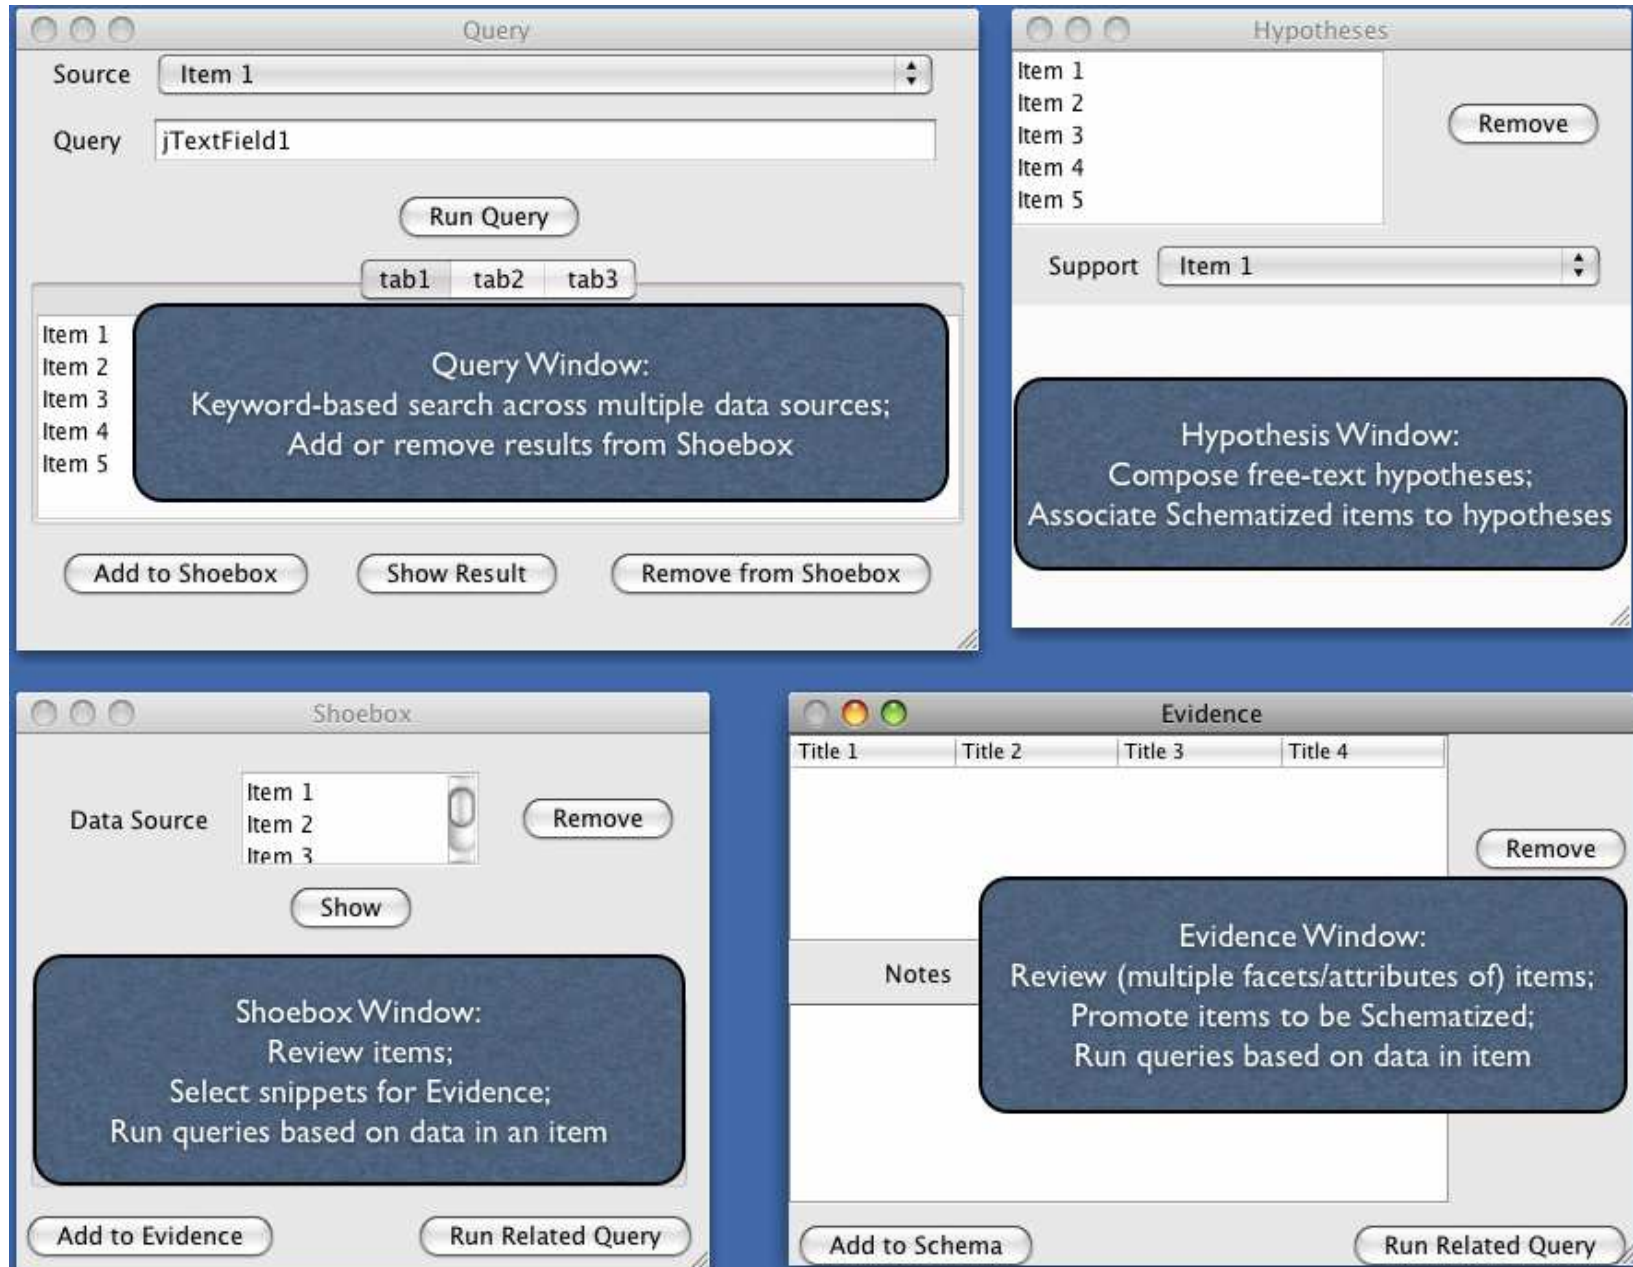 Query
Source Item 1
Query jTextField1
Run Query
tab1 tab2 tab3
Item 1
Item 2
Item 3
Item 4
Item 5
Query Window:
Keyword-based search across multiple data sources;
Add or remove results from Shoebox
Add to Shoebox Show Result Remove from Shoebox
Hypotheses
Item 1
Item 2
Item 3
Item 4
Item 5
Remove
Support Item 1
Hypothesis Window:
Compose free-text hypotheses;
Associate Schematized items to hypotheses
Shoebox
Data Source
Item 1
Item 2
Item 3
Remove
Show
Shoebox Window:
Review items;
Select snippets for Evidence;
Run queries based on data in an item
Add to Evidence Run Related Query
Evidence
Title 1 Title 2 Title 3 Title 4
Remove
Notes
Evidence Window:
Review (multiple facets/attributes of) items;
Promote items to be Schematized;
Run queries based on data in item
Add to Schema Run Related Query